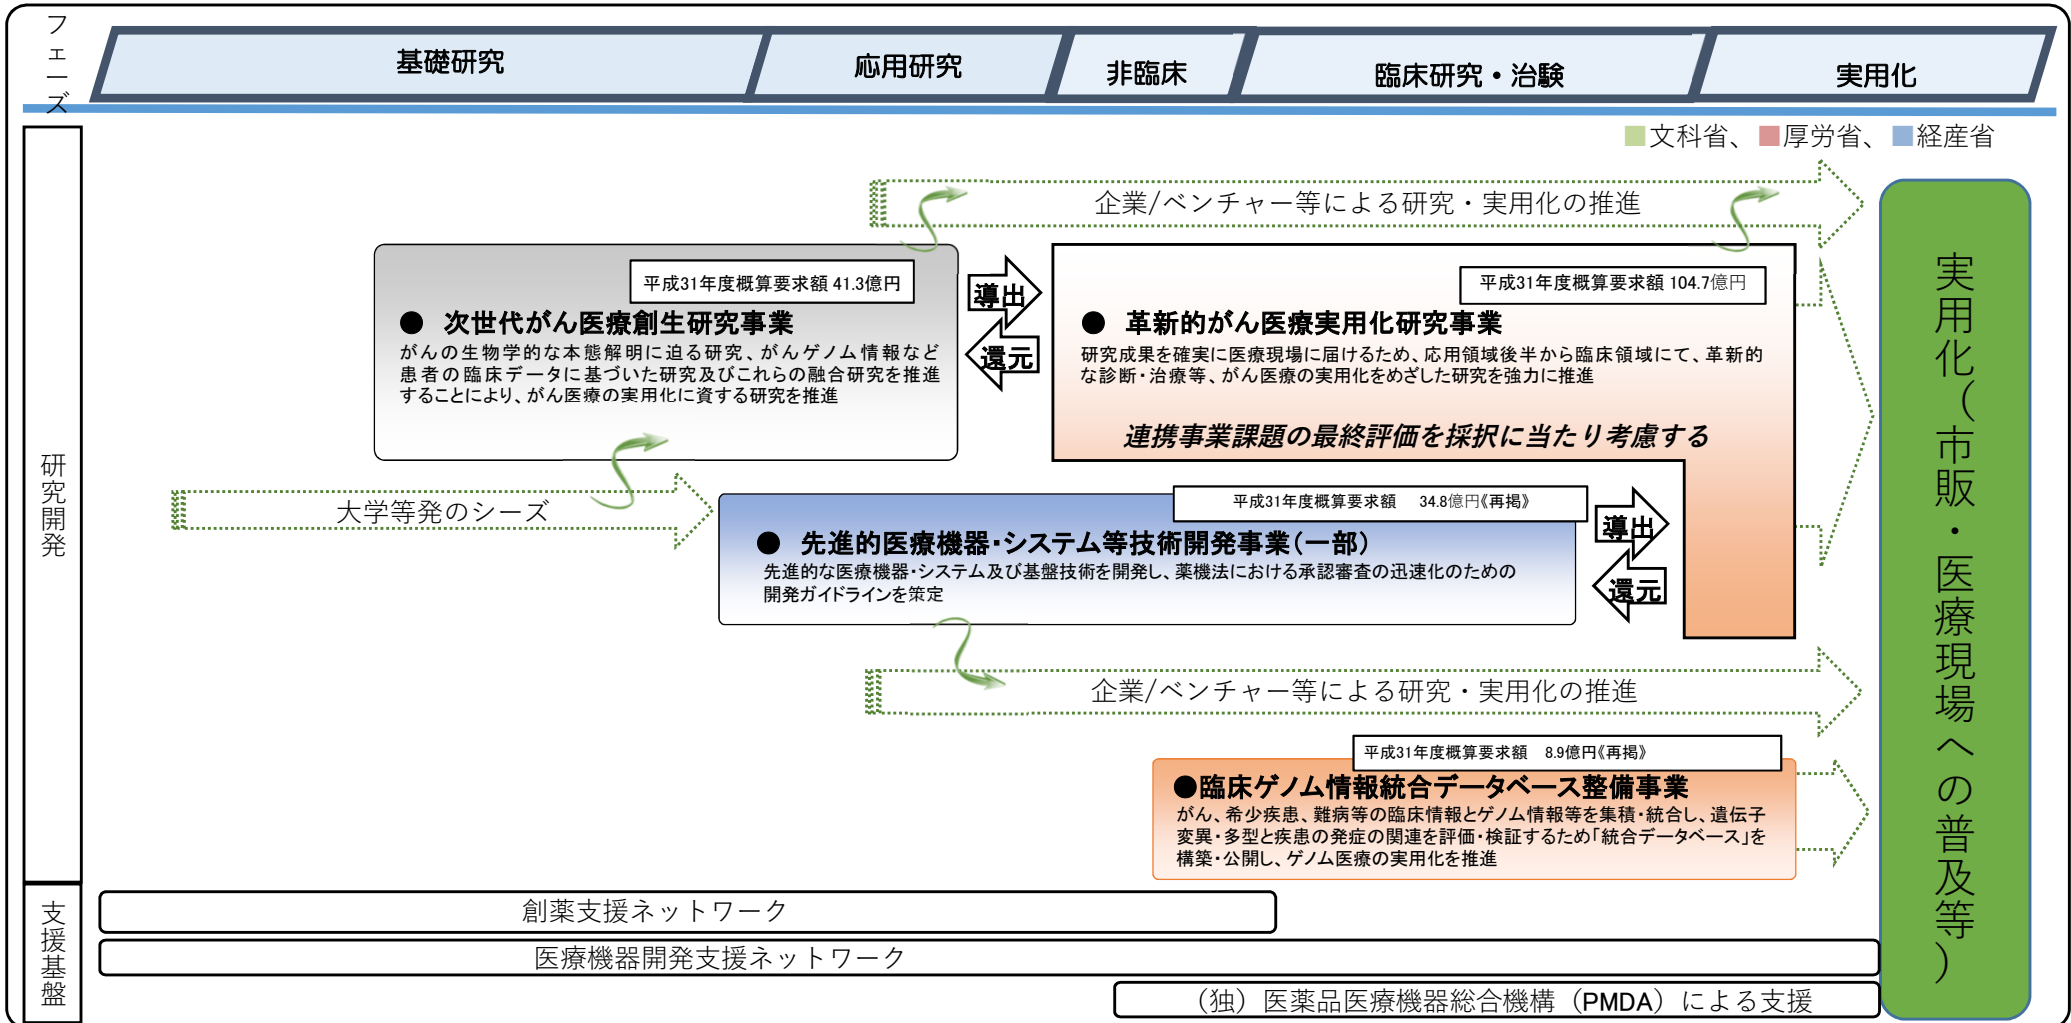 フェーズ
基礎研究
応用研究
非臨床
臨床研究・治験
実用化
■文科省、■厚労省、■経産省
研究開発
企業/ベンチャー等による研究・実用化の推進
平成31年度概算要求額 41.3億円
● 次世代がん医療創生研究事業
がんの生物学的な本態解明に迫る研究、がんゲノム情報など
患者の臨床データに基づいた研究及びこれらの融合研究を推進
することにより、がん医療の実用化に資する研究を推進
導出
還元
平成31年度概算要求額 104.7億円
● 革新的がん医療実用化研究事業
研究成果を確実に医療現場に届けるため、応用領域後半から臨床領域にて、革新的
な診断・治療等、がん医療の実用化をめざした研究を強力に推進
連携事業課題の最終評価を採択に当たり考慮する
大学等発のシーズ
平成31年度概算要求額 34.8億円《再掲》
● 先進的医療機器・システム等技術開発事業(一部)
先進的な医療機器・システム及び基盤技術を開発し、薬機法における承認審査の迅速化のための
開発ガイドラインを策定
導出
還元
企業/ベンチャー等による研究・実用化の推進
平成31年度概算要求額 8.9億円《再掲》
●臨床ゲノム情報統合データベース整備事業
がん、希少疾患、難病等の臨床情報とゲノム情報等を集積・統合し、遺伝子
変異・多型と疾患の発症の関連を評価・検証するため「統合データベース」を
構築・公開し、ゲノム医療の実用化を推進
実用化(市販・医療現場への普及等)
支援基盤
創薬支援ネットワーク
医療機器開発支援ネットワーク
(独)医薬品医療機器総合機構(PMDA)による支援